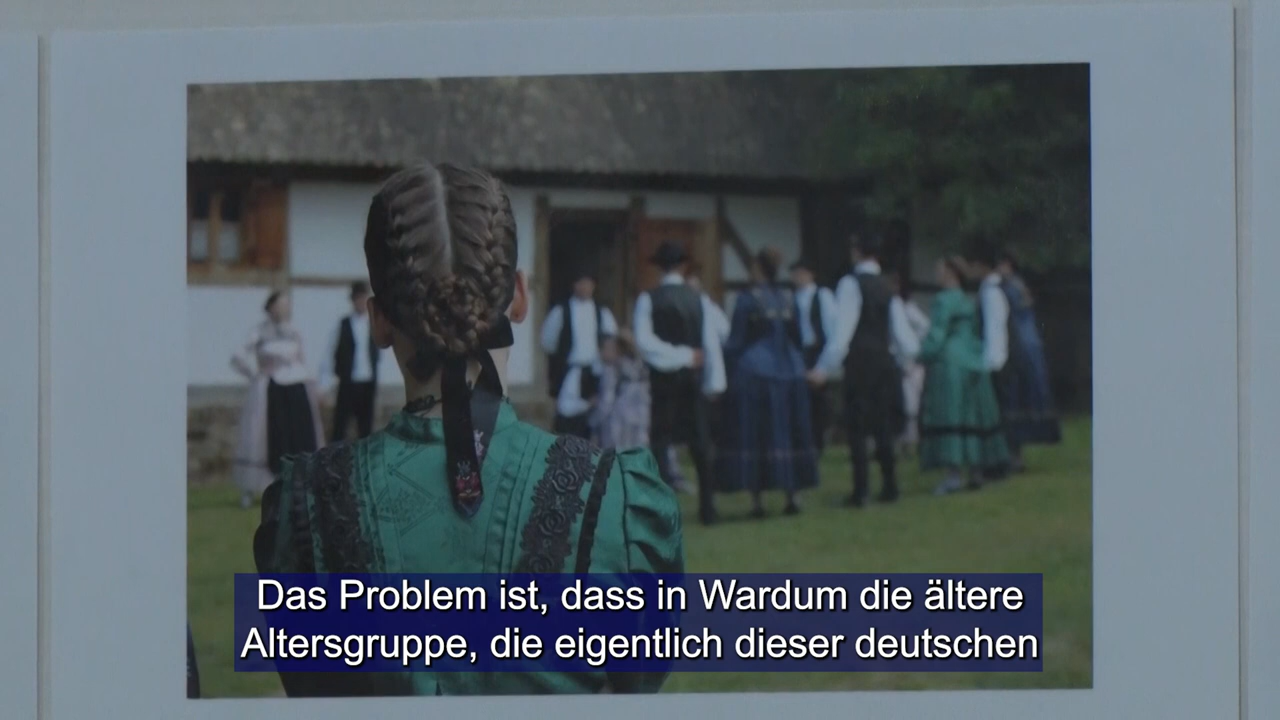 Das Problem ist, dass in Wardum die ältere
Altersgruppe, die eigentlich dieser deutschen